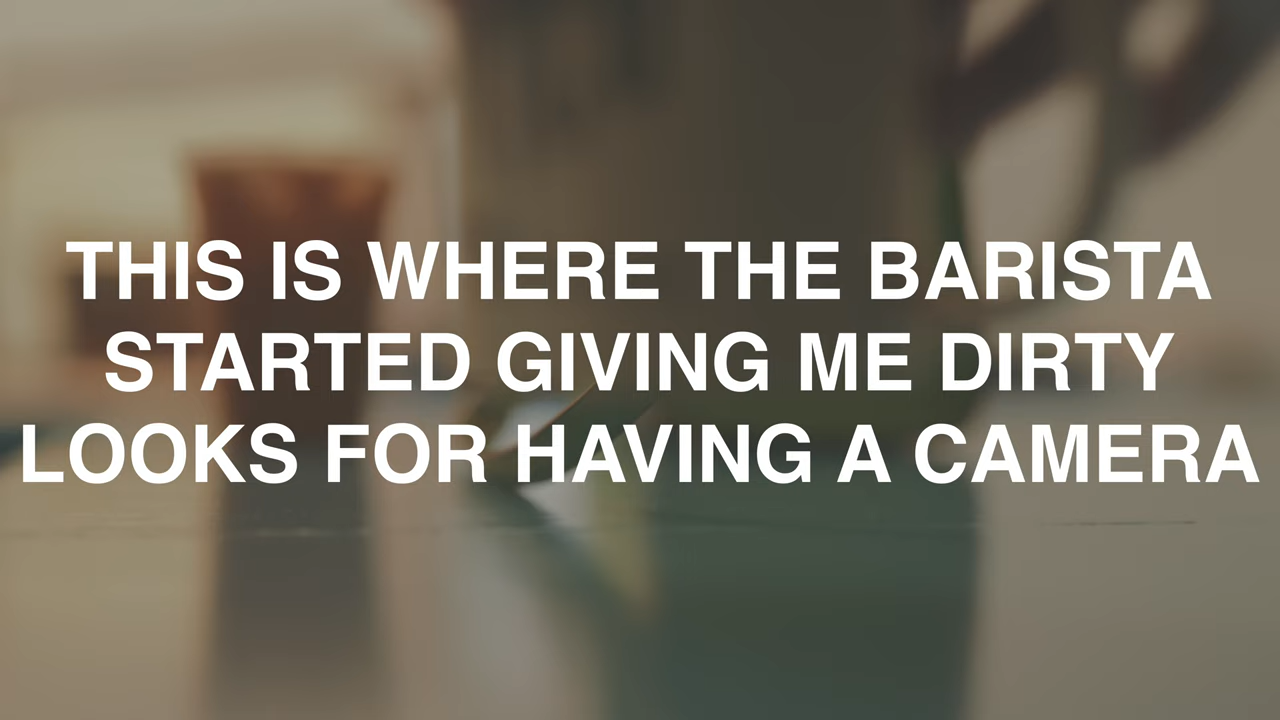 THIS IS WHERE THE BARISTA
STARTED GIVING ME DIRTY
LOOKS FOR HAVING A CAMERA